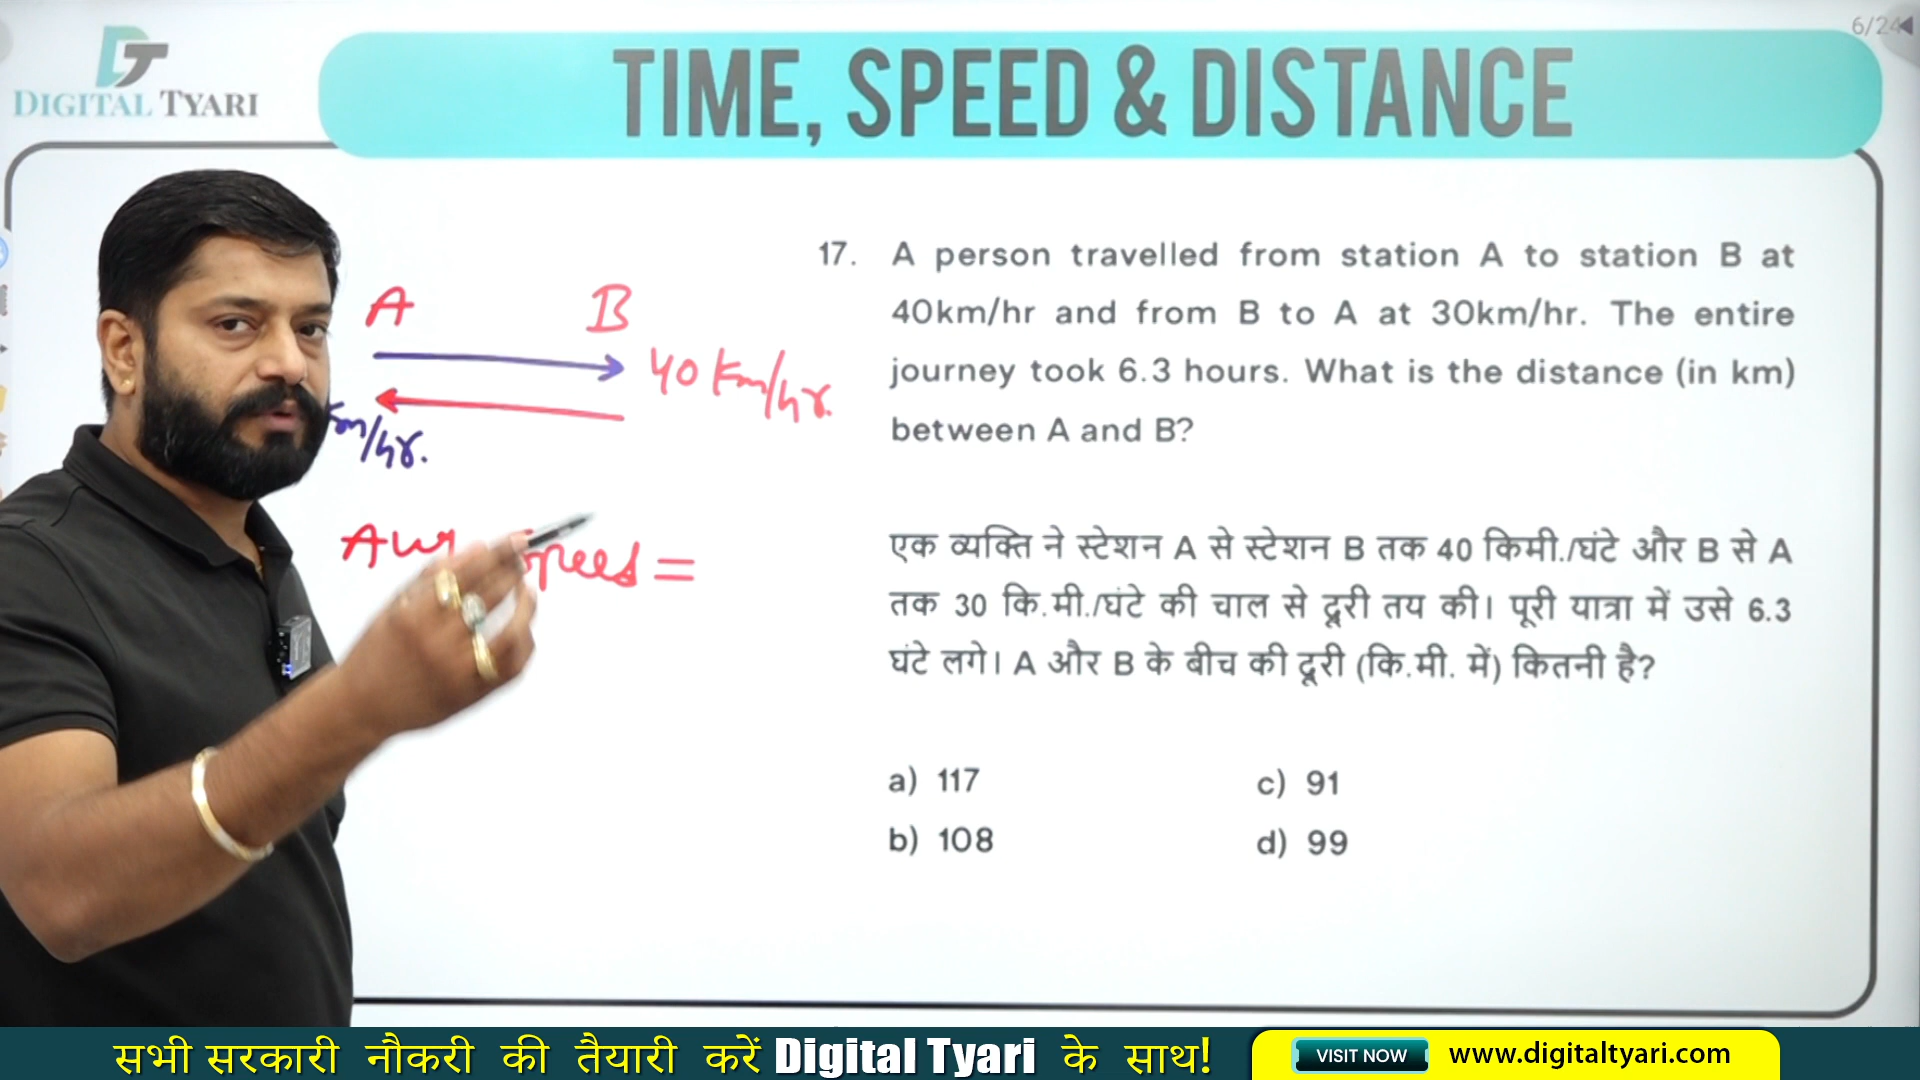 6/24
DIGITAL TYARI
TIME, SPEED & DISTANCE
17. A person travelled from station A to station B at
40km/hr and from B to A at 30km/hr. The entire
journey took 6.3 hours. What is the distance (in km)
between A and B?
A B
40 Km/hr.
Km/hr.
Speed =
एक व्यक्ति ने स्टेशन A से स्टेशन B तक 40 किमी./घंटे और B से A
तक 30 कि.मी./घंटे की चाल से दूरी तय की। पूरी यात्रा में उसे 6.3
घंटे लगे। A और B के बीच की दूरी (कि.मी. में) कितनी है?
a) 117 c) 91
b) 108 d) 99
सभी सरकारी नौकरी की तैयारी करें Digital Tyari के साथ!
VISIT NOW www.digitaltyari.com